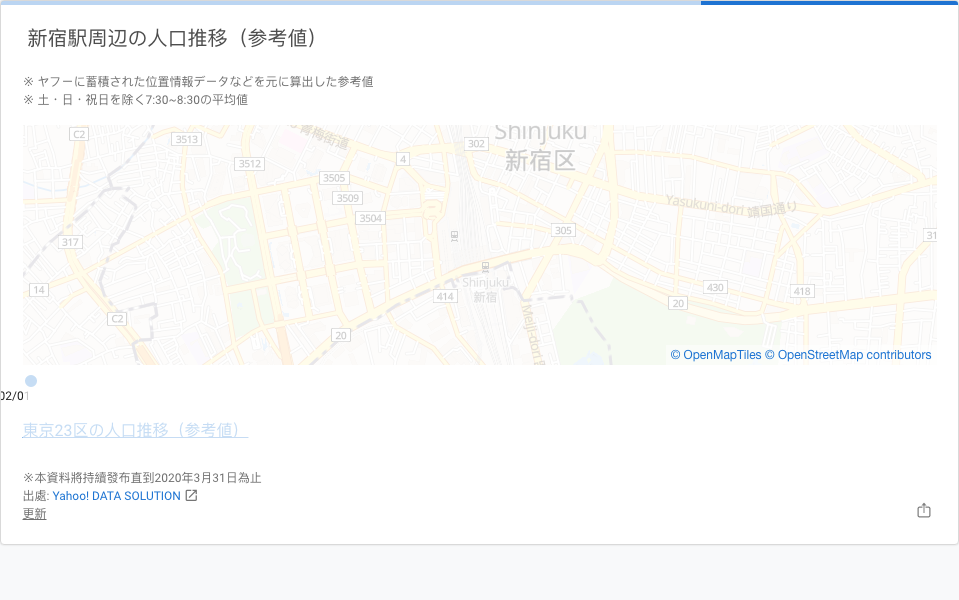 新宿駅周辺の人口推移（参考値）
※ ヤフーに蓄積された位置情報データなどを元に算出した参考値
※ 土・日・祝日を除く7:30~8:30の平均値
C2
3513
青梅街道
302
Shinjuku
新宿区
4
3512
3505
3509
3504
Yasukuni-dori 靖国通り
305
317
31
14
414
Shinjuku
新宿
430
418
20
C2
20
Meiji-dori
© OpenMapTiles © OpenStreetMap contributors
02/01
東京23区の人口推移（参考値）
※本資料將持續發布直到2020年3月31日為止
出處: Yahoo! DATA SOLUTION
更新